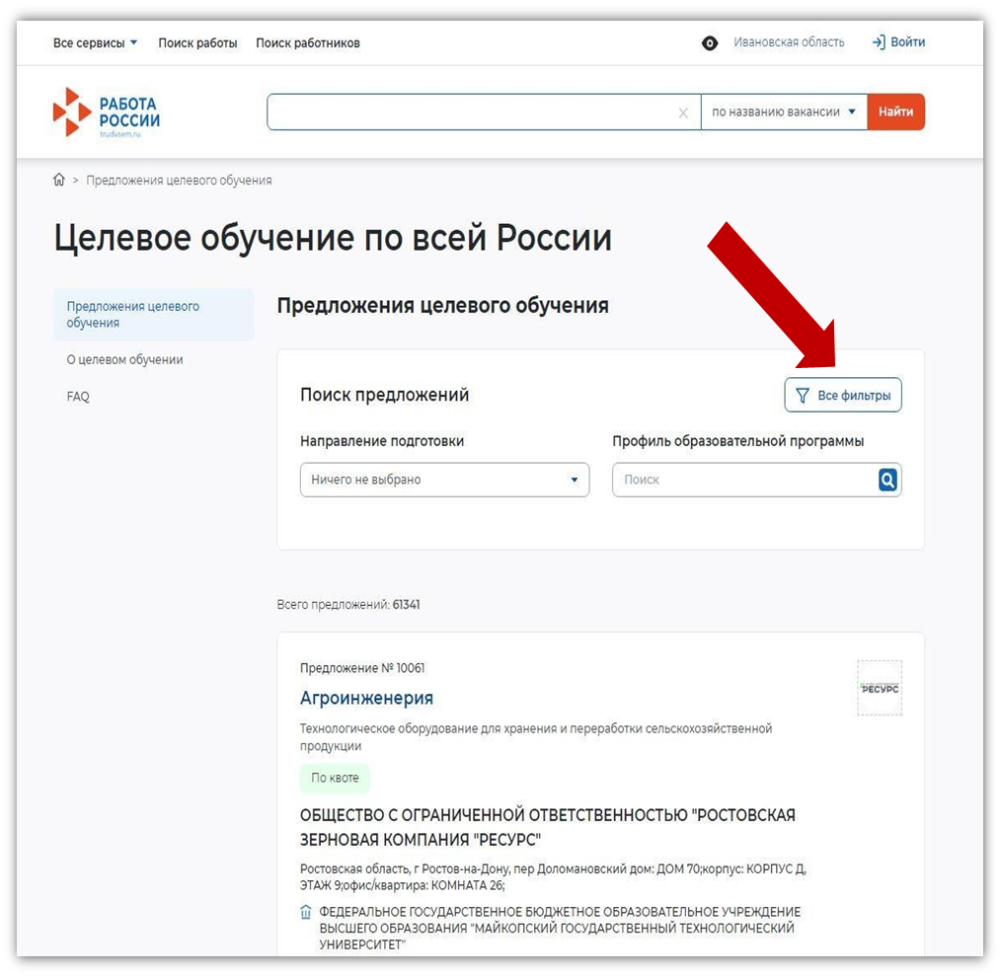 Все сервисы Поиск работы Поиск работников Ивановская область Войти
РАБОТА
РОССИИ
trudvsem.ru
по названию вакансии Найти
> Предложения целевого обучения
Целевое обучение по всей России
Предложения целевого
обучения
О целевом обучении
FAQ
Предложения целевого обучения
Поиск предложений Все фильтры
Направление подготовки Профиль образовательной программы
Ничего не выбрано Поиск
Всего предложений: 61341
Предложение № 10061
РЕСУРС
Агроинженерия
Технологическое оборудование для хранения и переработки сельскохозяйственной
продукции
По квоте
ОБЩЕСТВО С ОГРАНИЧЕННОЙ ОТВЕТСТВЕННОСТЬЮ "РОСТОВСКАЯ
ЗЕРНОВАЯ КОМПАНИЯ "РЕСУРС"
Ростовская область, г Ростов-на-Дону, пер Доломановский дом: ДОМ 70;корпус: КОРПУС Д,
ЭТАЖ 9;офис/квартира: КОМНАТА 26;
ФЕДЕРАЛЬНОЕ ГОСУДАРСТВЕННОЕ БЮДЖЕТНОЕ ОБРАЗОВАТЕЛЬНОЕ УЧРЕЖДЕНИЕ
ВЫСШЕГО ОБРАЗОВАНИЯ "МАЙКОПСКИЙ ГОСУДАРСТВЕННЫЙ ТЕХНОЛОГИЧЕСКИЙ
УНИВЕРСИТЕТ"